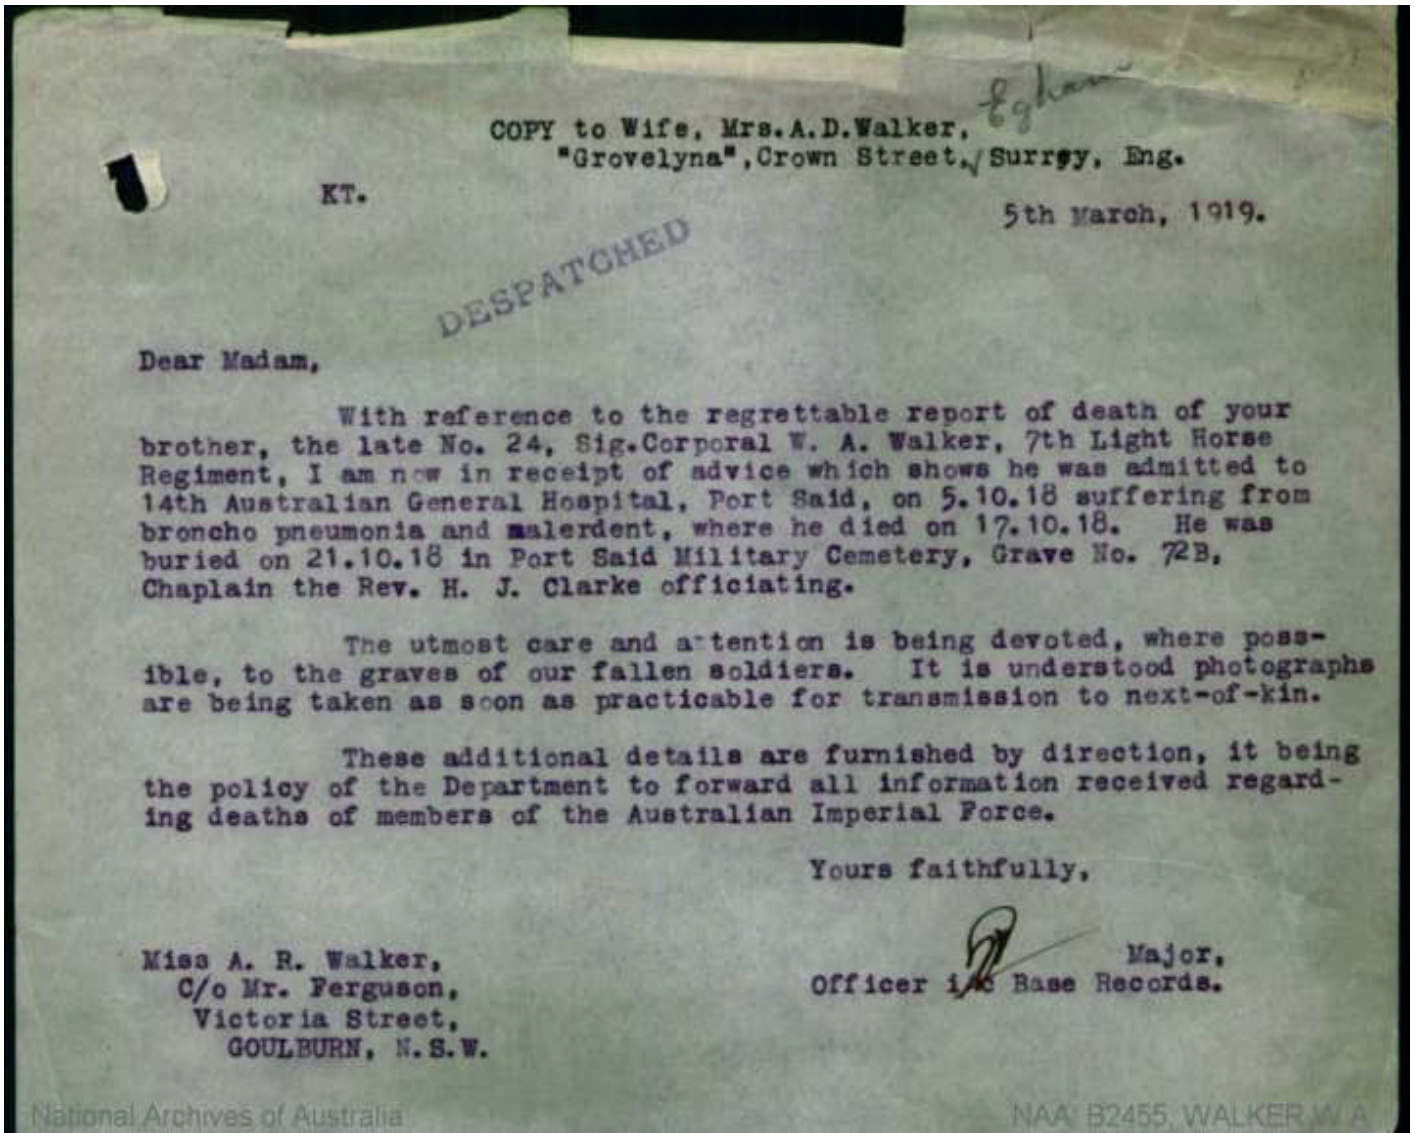 Egham
COPY to Wife, Mrs.A.D.Walker,
"Grovelyna",Crown Street,/Surrey, Eng.
KT.
5th March, 1919.
DESPATCHED
Dear Madam,
With reference to the regrettable report of death of your
brother, the late No. 24, Sig.Corporal W. A. Walker, 7th Light Horse
Regiment, I am now in receipt of advice which shows he was admitted to
14th Australian General Hospital, Port Said, on 5.10.18 suffering from
broncho pneumonia and malerdent, where he died on 17.10.18. He was
buried on 21.10.18 in Port Said Military Cemetery, Grave No. 72B,
Chaplain the Rev. H. J. Clarke officiating.
The utmost care and attention is being devoted, where poss-
ible, to the graves of our fallen soldiers. It is understood photographs
are being taken as soon as practicable for transmission to next-of-kin.
These additional details are furnished by direction, it being
the policy of the Department to forward all information received regard-
ing deaths of members of the Australian Imperial Force.
Yours faithfully,
Major,
Officer i/c Base Records.
Miss A. R. Walker,
C/o Mr. Ferguson,
Victoria Street,
GOULBURN, N.S.W.
National Archives of Australia
NAA: B2455, WALKER W A